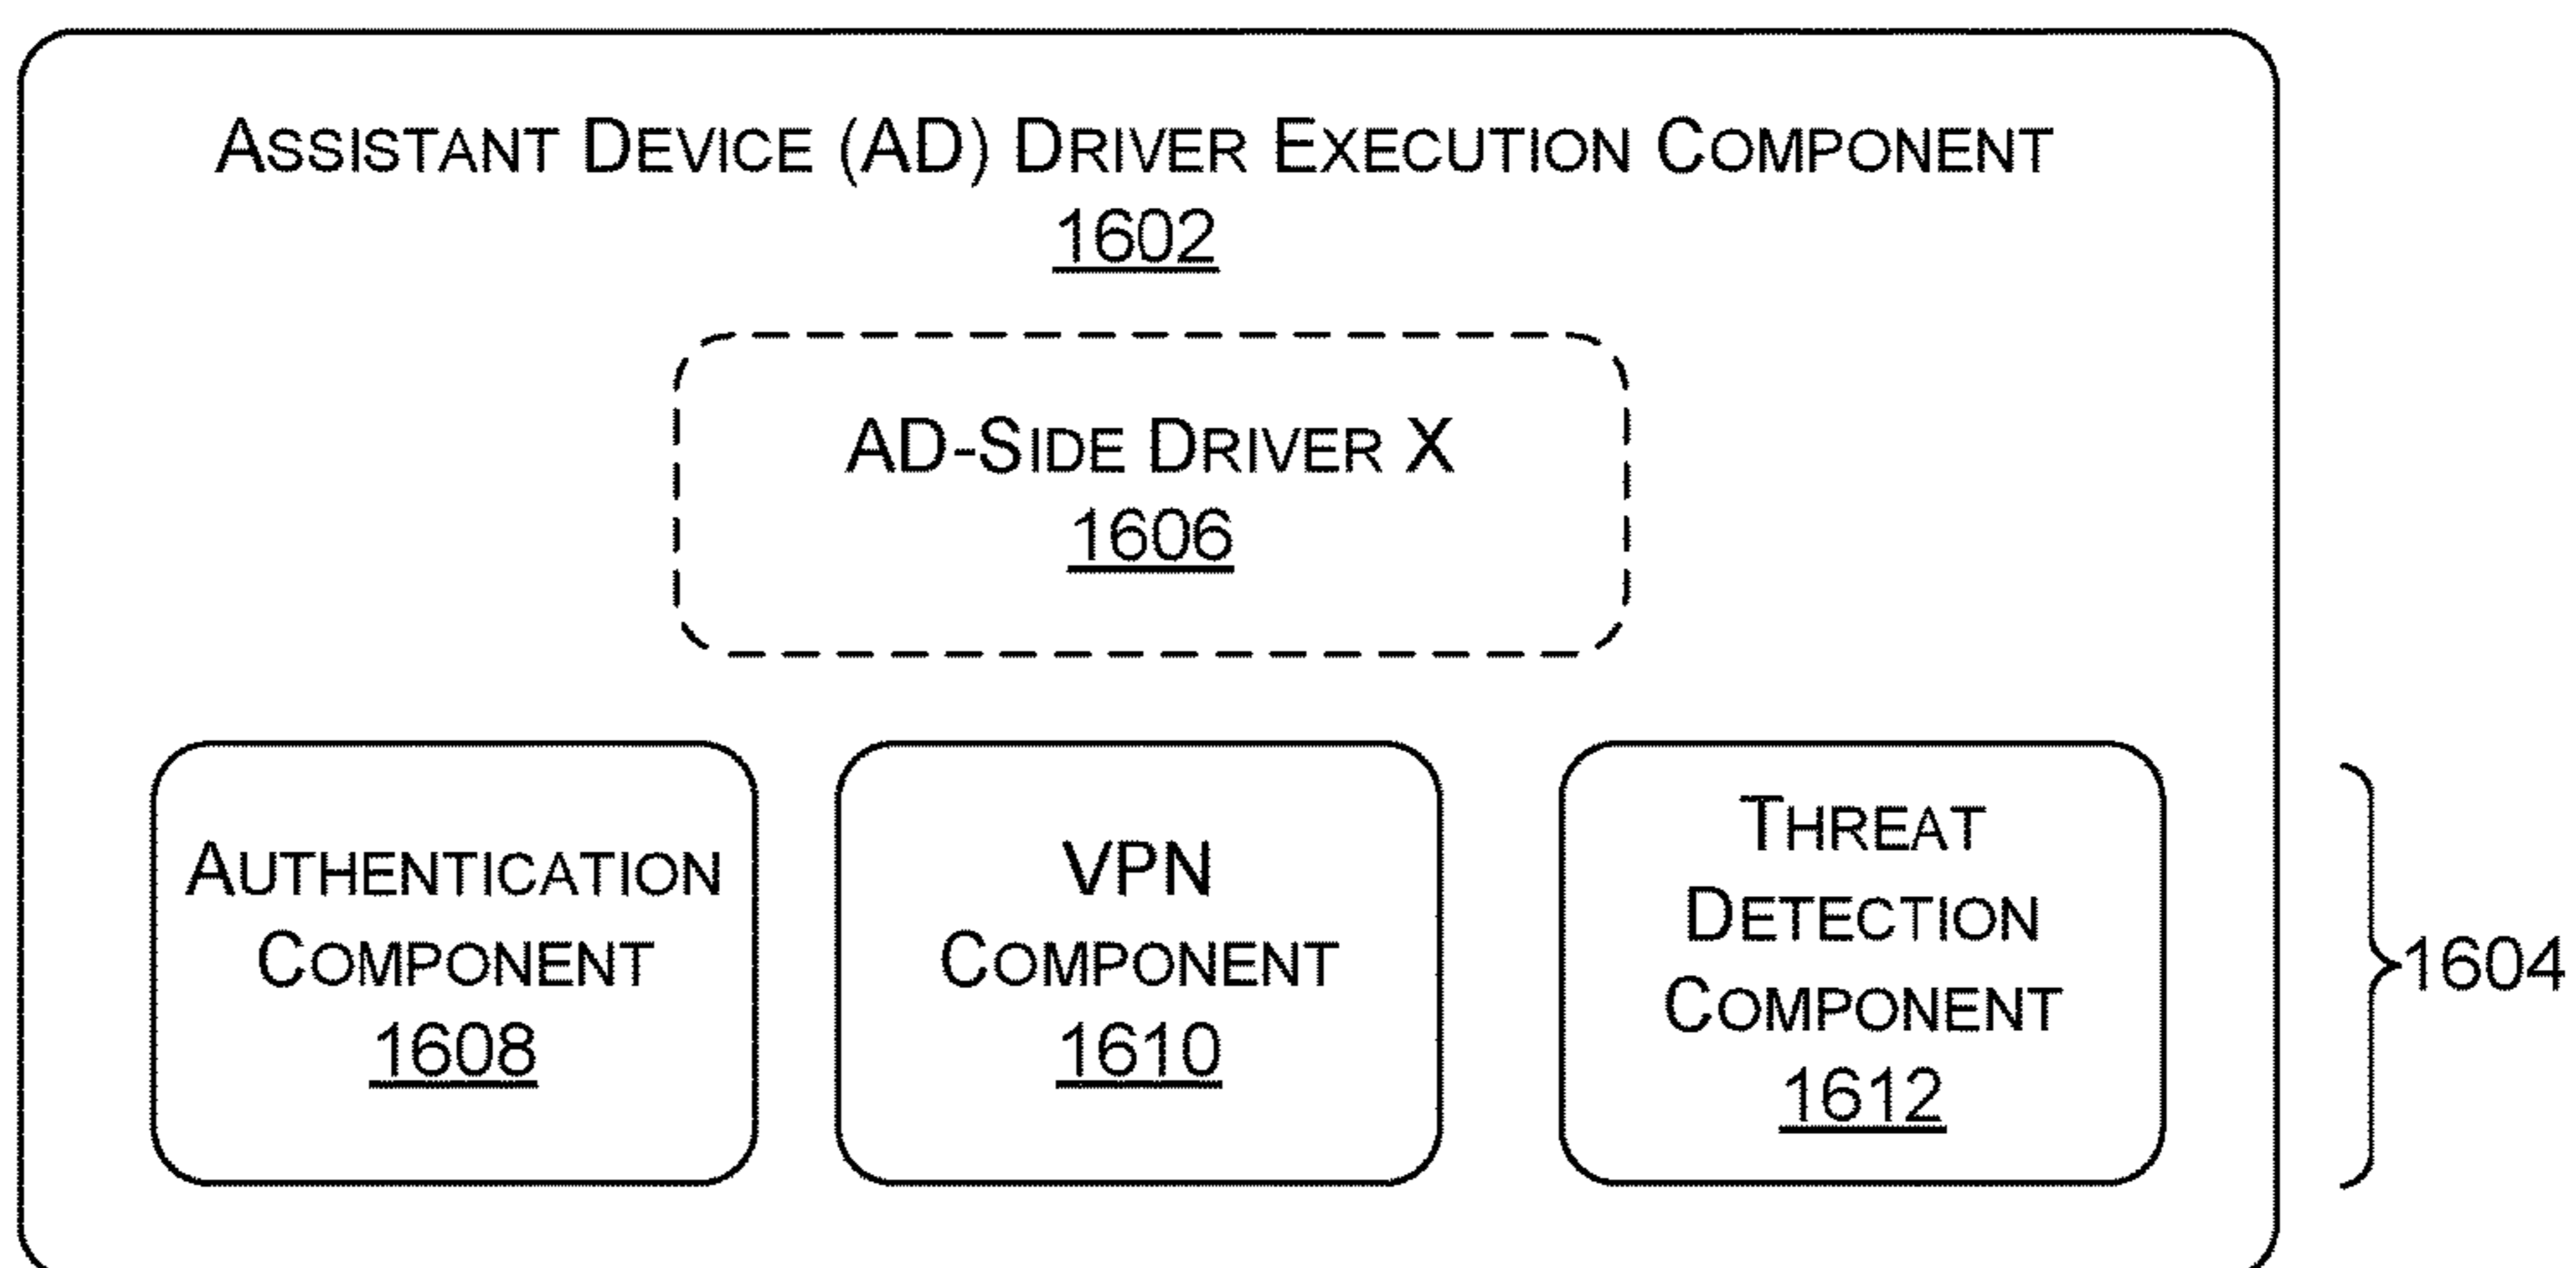 ASSISTANT DEVICE (AD) DRIVER EXECUTION COMPONENT
1602
AD-SIDE DRIVER X
1606
AUTHENTICATION
COMPONENT
1608
VPN
COMPONENT
1610
THREAT
DETECTION
COMPONENT
1612
1604